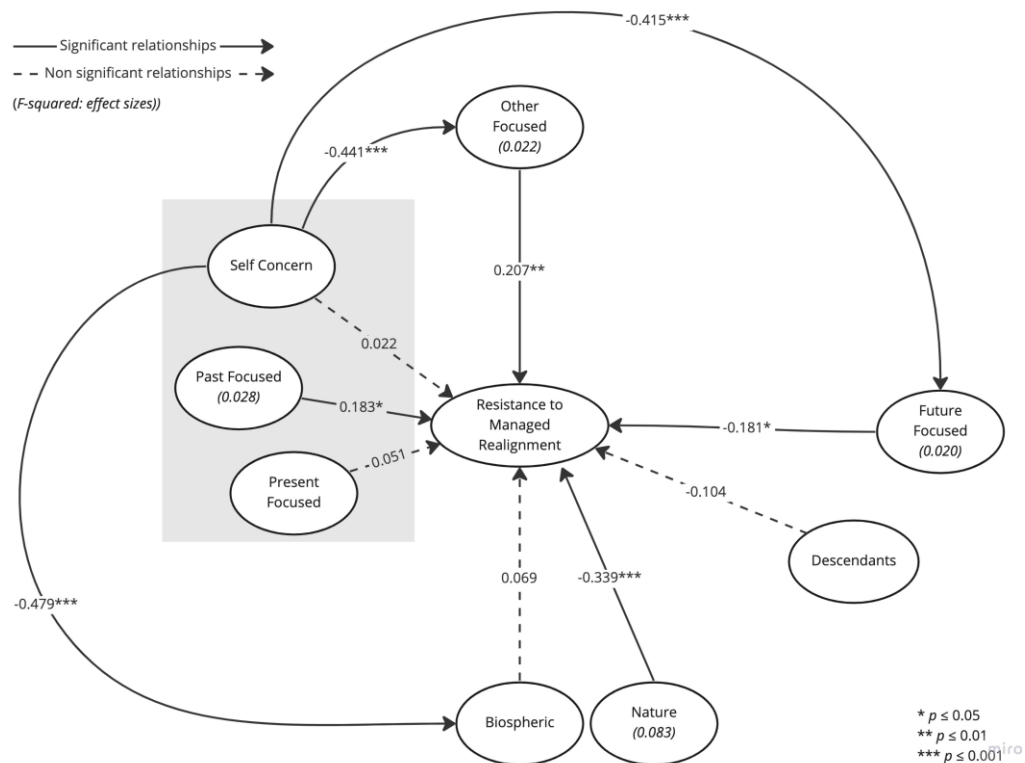 -0.415***
Significant relationships
Non significant relationships
(F-squared: effect sizes))
Other
Focused
(0.022)
-0.441***
Self Concern
0.207**
0.022
Past Focused
(0.028)
0.183*
Resistance to
Managed
Realignment
Future
Focused
(0.020)
-0.181*
0.051
Present
Focused
-0.104
Descendants
0.069
-0.339***
-0.479***
Biospheric
Nature
(0.083)
* p ≤ 0.05
** p ≤ 0.01
*** p ≤ 0.001
miro